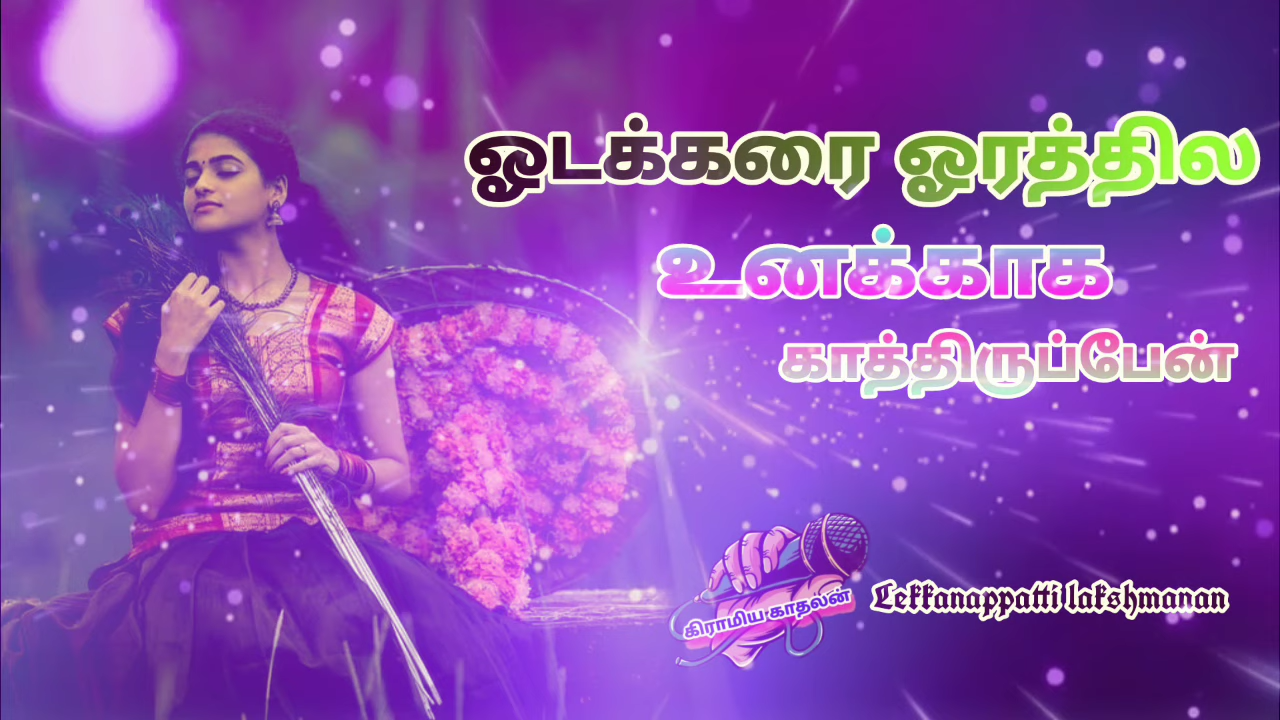 ஓடக்கரை ஓரத்தில
உனக்காக
காத்திருப்பேன்
கிராமிய காதலன்
Lekkanappatti lakshmanan